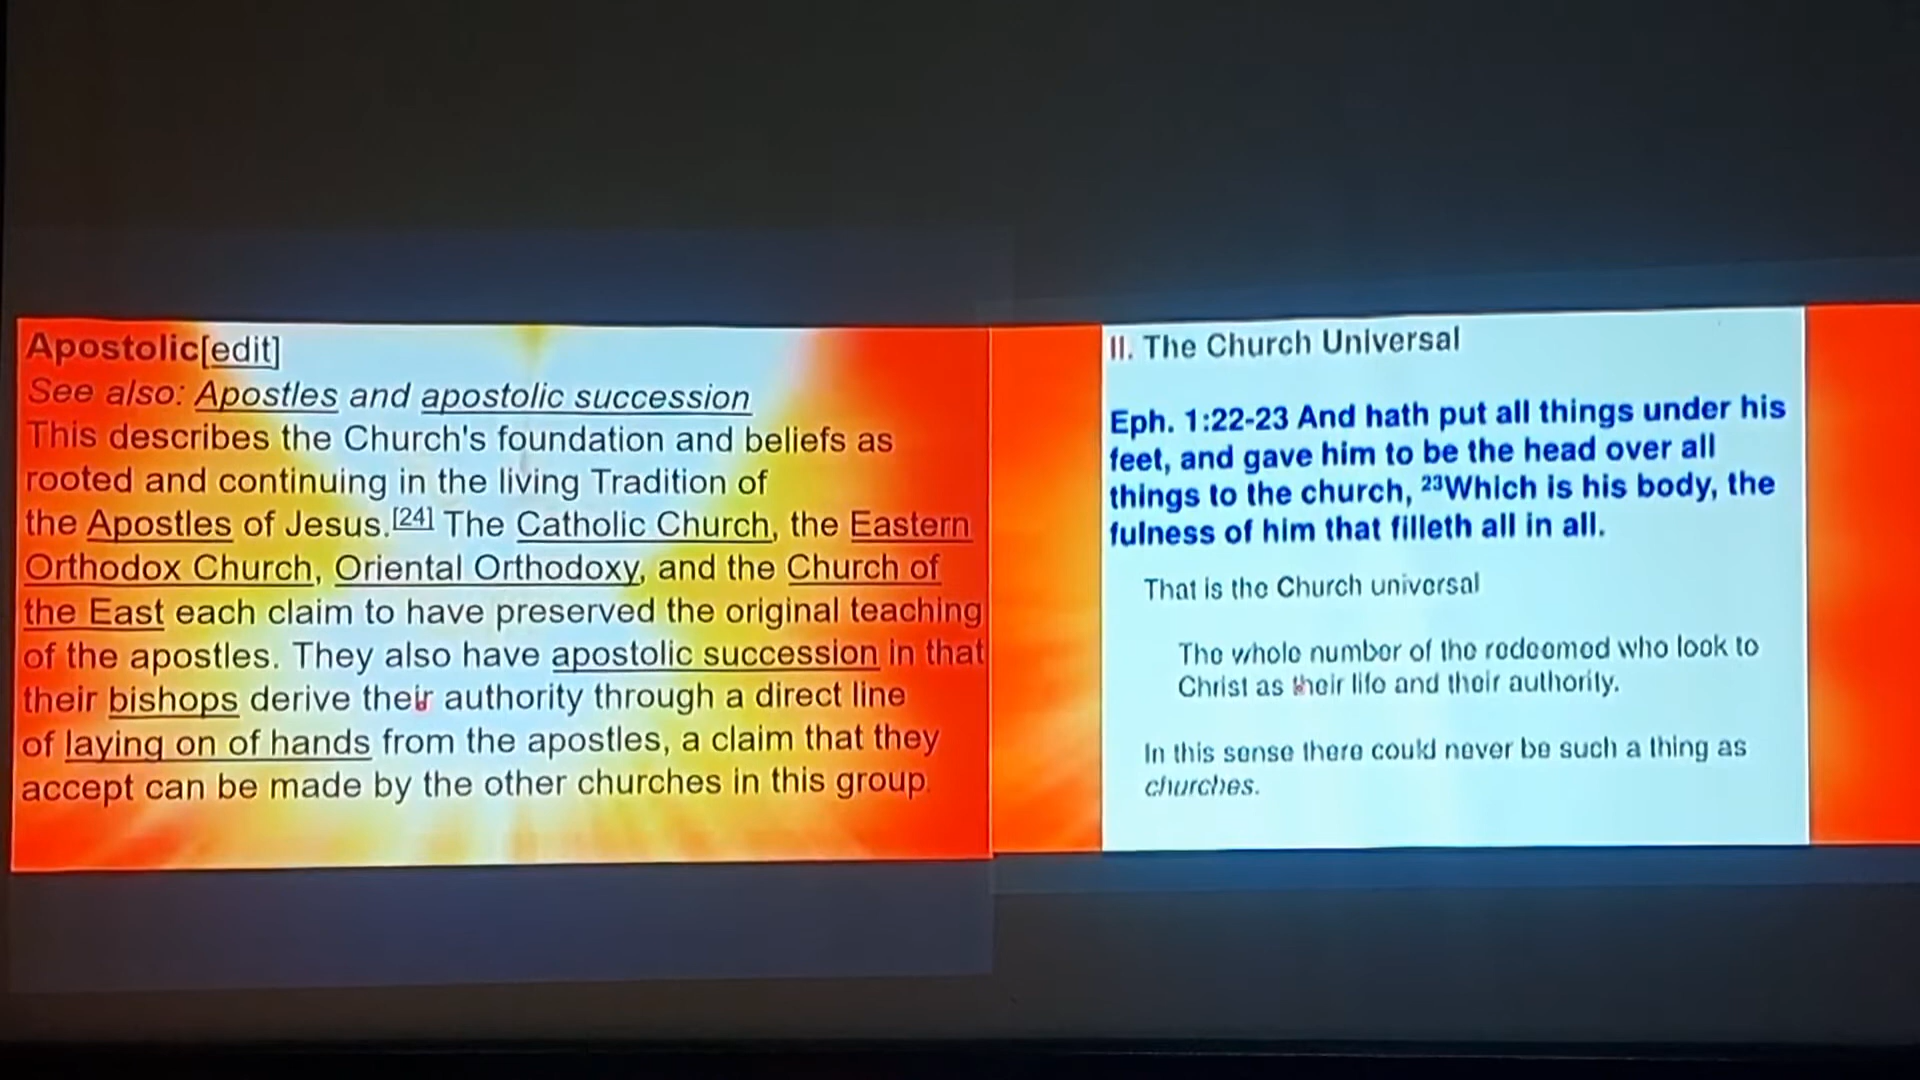 Apostolic[edit]
See also: Apostles and apostolic succession
This describes the Church's foundation and beliefs as
rooted and continuing in the living Tradition of
the Apostles of Jesus.[24] The Catholic Church, the Eastern
Orthodox Church, Oriental Orthodoxy, and the Church of
the East each claim to have preserved the original teaching
of the apostles. They also have apostolic succession in that
their bishops derive their authority through a direct line
of laying on of hands from the apostles, a claim that they
accept can be made by the other churches in this group.
II. The Church Universal
Eph. 1:22-23 And hath put all things under his
feet, and gave him to be the head over all
things to the church, 23Which is his body, the
fulness of him that filleth all in all.
That is the Church universal
The whole number of the redeemed who look to
Christ as their life and their authority.
In this sense there could never be such a thing as
churches.